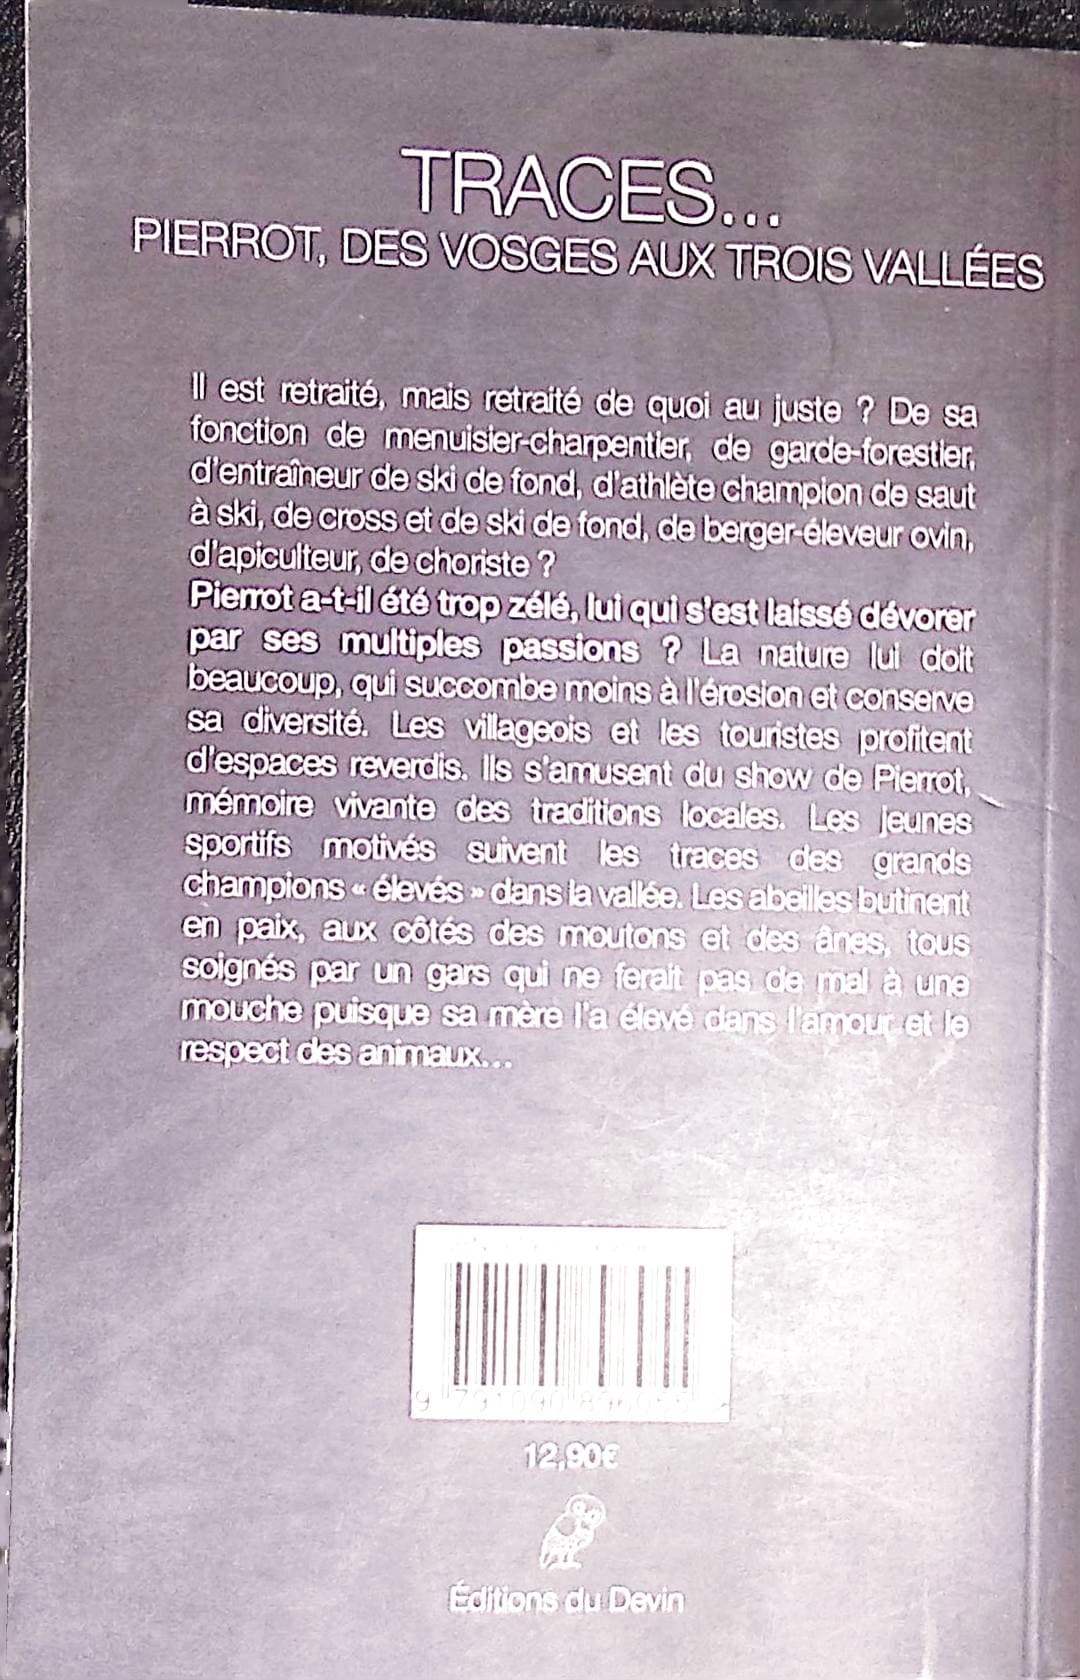 TRACES...
PIERROT, DES VOSGES AUX TROIS VALLÉES
Il est retraité, mais retraité de quoi au juste ? De sa
fonction de menuisier-charpentier, de garde-forestier,
d'entraîneur de ski de fond, d'athlète champion de saut
à ski, de cross et de ski de fond, de berger-éleveur ovin,
d'apiculteur, de choriste ?
Pierrot a-t-il été trop zélé, lui qui s'est laissé dévorer
par ses multiples passions ? La nature lui doit
beaucoup, qui succombe moins à l'érosion et conserve
sa diversité. Les villageois et les touristes profitent
d'espaces reverdis. Ils s'amusent du show de Pierrot,
mémoire vivante des traditions locales. Les jeunes
sportifs motivés suivent les traces des grands
champions « élevés » dans la vallée. Les abeilles butinent
en paix, aux côtés des moutons et des ânes, tous
soignés par un gars qui ne ferait pas de mal à une
mouche puisque sa mère l'a élevé dans l'amour et le
respect des animaux...
12,90€
Éditions du Devin